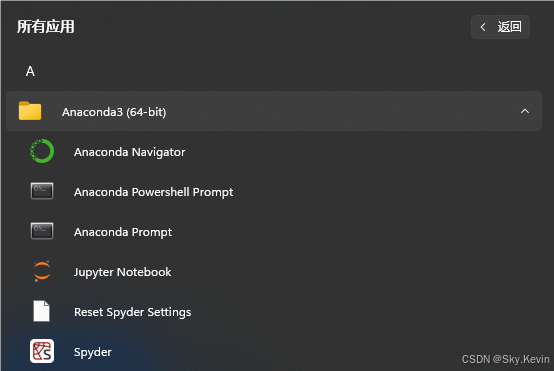 所有应用
返回
A
Anaconda3 (64-bit)
Anaconda Navigator
Anaconda Powershell Prompt
Anaconda Prompt
Jupyter Notebook
Reset Spyder Settings
Spyder
CSDN @Sky.Kevin